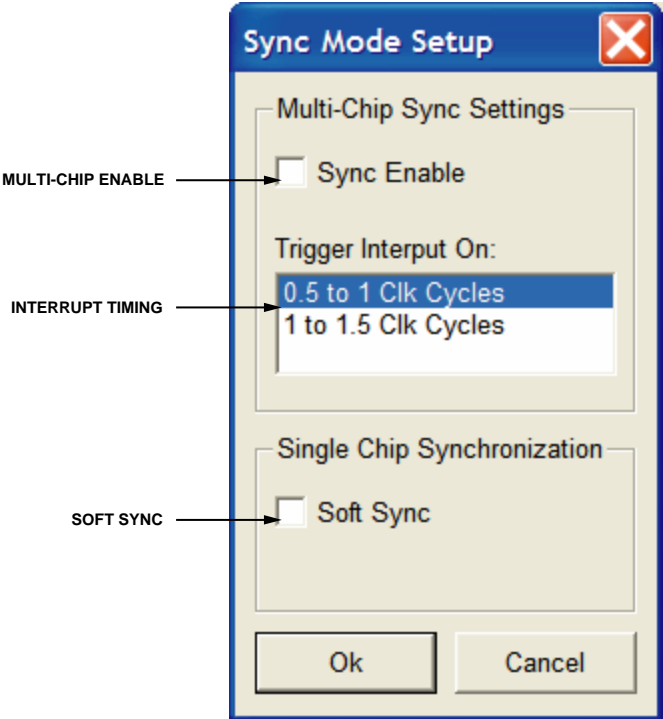 Sync Mode Setup
Multi-Chip Sync Settings
MULTI-CHIP ENABLE
Sync Enable
Trigger Interput On:
INTERRUPT TIMING
0.5 to 1 Clk Cycles
1 to 1.5 Clk Cycles
Single Chip Synchronization
SOFT SYNC
Soft Sync
Ok
Cancel